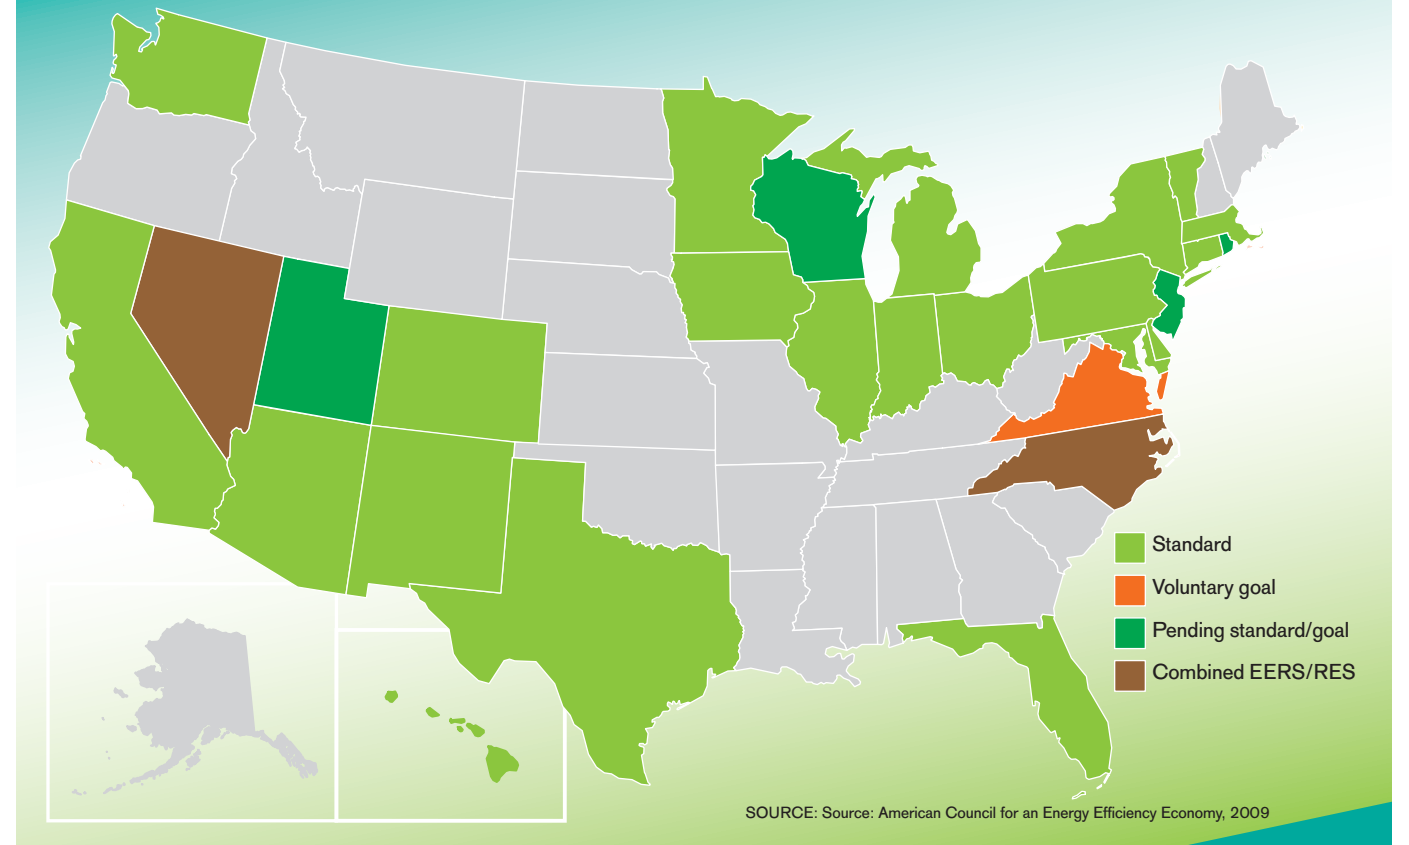 Standard
Voluntary goal
Pending standard/goal
Combined EERS/RES
SOURCE: Source: American Council for an Energy Efficiency Economy, 2009